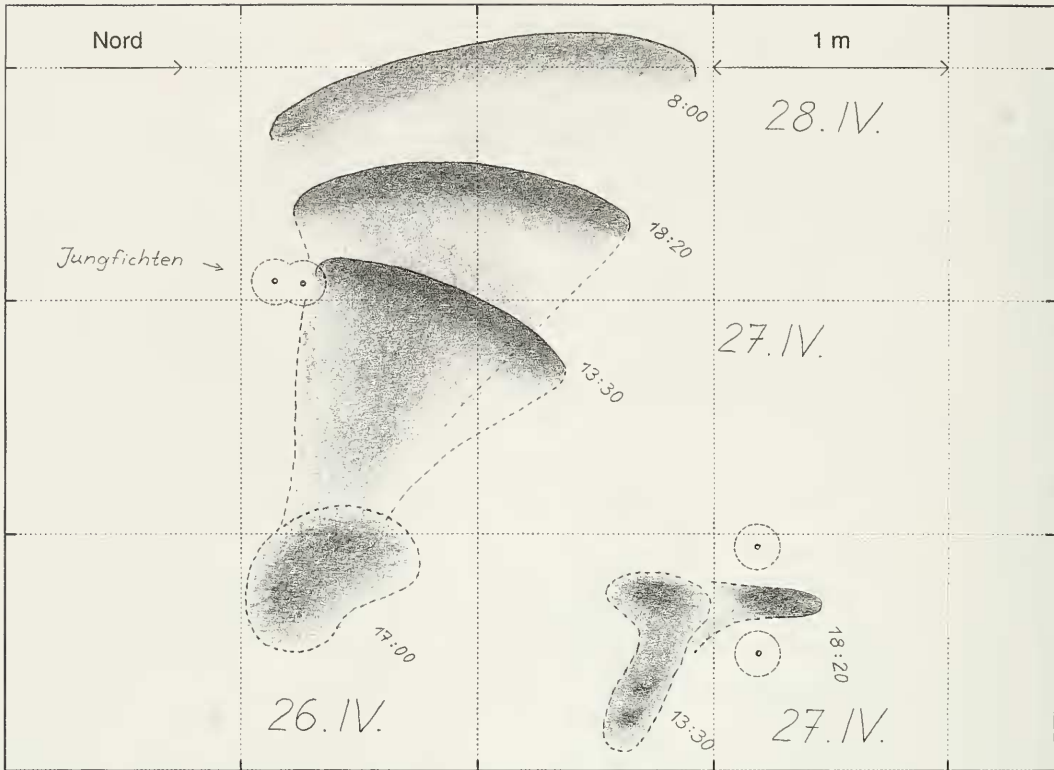 Nord
1 m
8:00
28. IV.
18:20
Jungfichten
27. IV.
13:30
17:00
18:20
26. IV.
13:30
27. IV.